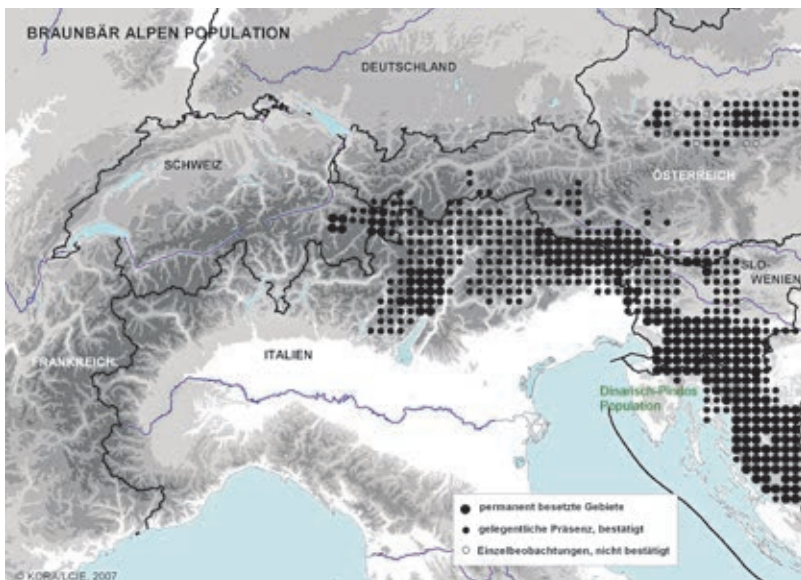 BRAUNBÄR ALPEN POPULATION
DEUTSCHLAND
SCHWEIZ
ÖSTERREICH
SLO-
WENIEN
FRANKREICH
ITALIEN
Dinarisch-Pindos
Population
permanent besetzte Gebiete
gelegentliche Präsenz, bestätigt
Einzelbeobachtungen, nicht bestätigt
© KORA/LCIE, 2007